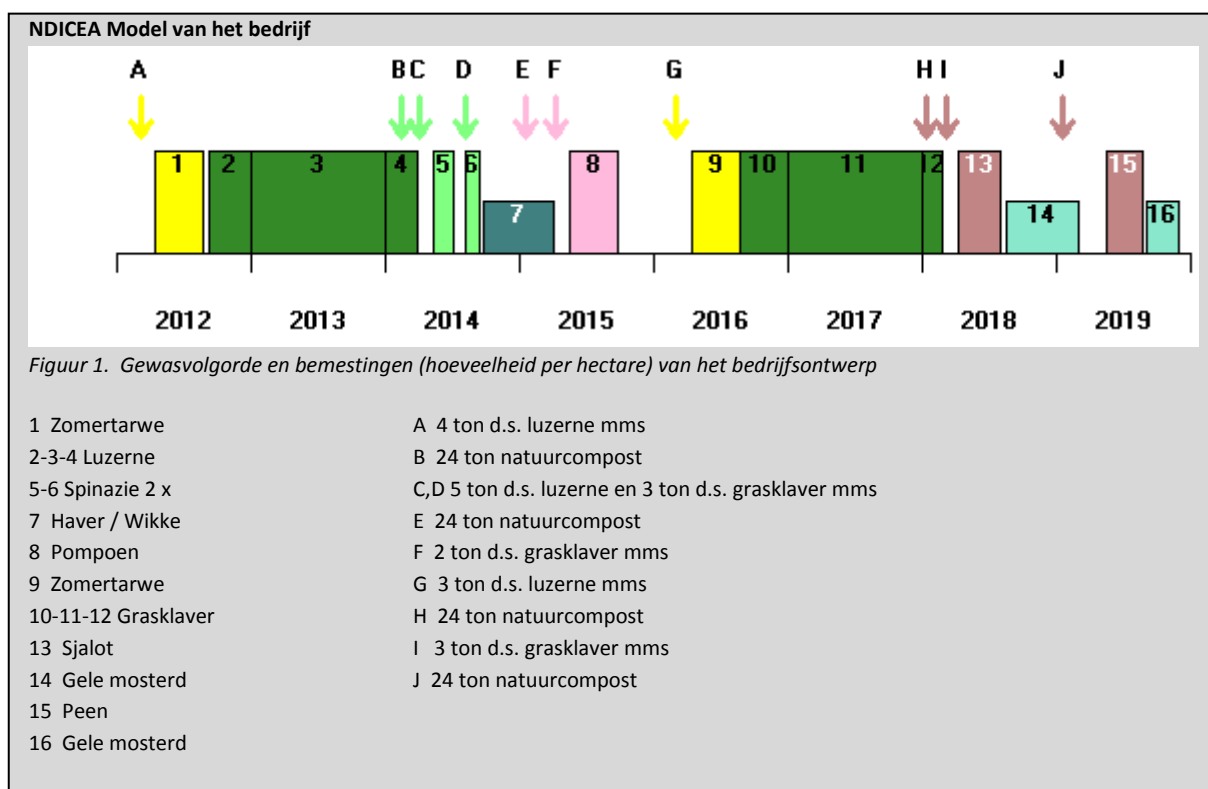 NDICEA Model van het bedrijf
A B C D E F G H I J
1 2 3 4 5 6 7 8 9 10 11 12 13 14 15 16
2012 2013 2014 2015 2016 2017 2018 2019
Figuur 1. Gewasvolgorde en bemestingen (hoeveelheid per hectare) van het bedrijfsontwerp
1 Zomertarwe
2-3-4 Luzerne
5-6 Spinazie 2 x
7 Haver / Wikke
8 Pompoen
9 Zomertarwe
10-11-12 Grasklaver
13 Sjalot
14 Gele mosterd
15 Peen
16 Gele mosterd
A 4 ton d.s. luzerne mms
B 24 ton natuurcompost
C,D 5 ton d.s. luzerne en 3 ton d.s. grasklaver mms
E 24 ton natuurcompost
F 2 ton d.s. grasklaver mms
G 3 ton d.s. luzerne mms
H 24 ton natuurcompost
I 3 ton d.s. grasklaver mms
J 24 ton natuurcompost